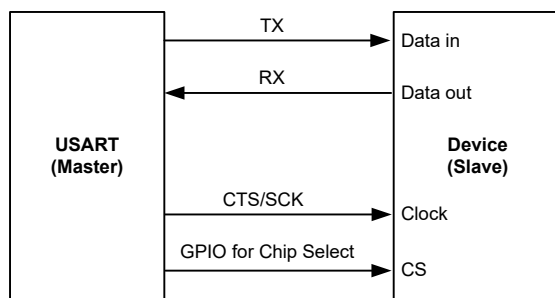 TX
Data in
RX
Data out
USART
(Master)
Device
(Slave)
CTS/SCK
Clock
GPIO for Chip Select
CS